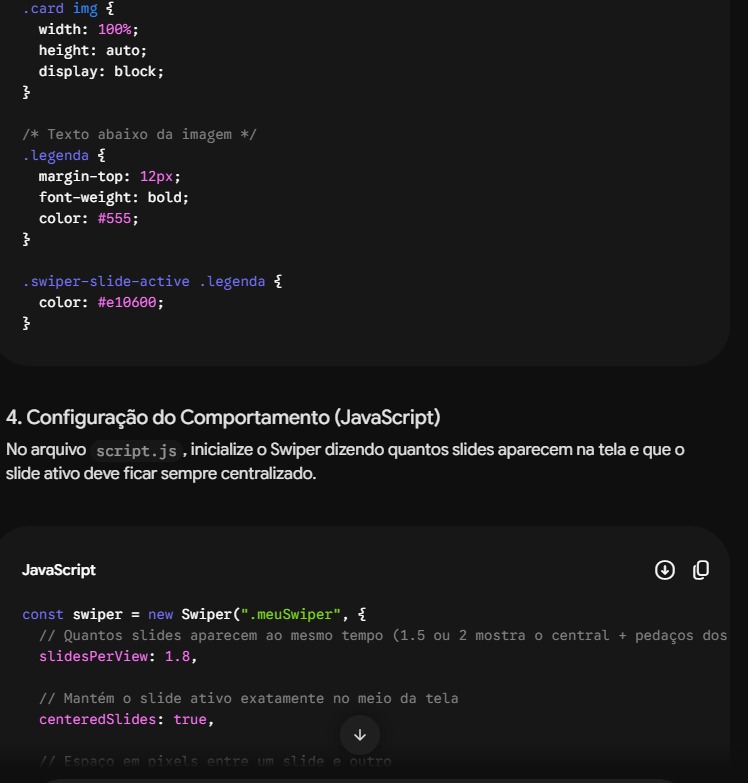 .card img {
width: 100%;
height: auto;
display: block;
}
/* Texto abaixo da imagem */
.legenda {
margin-top: 12px;
font-weight: bold;
color: #555;
}
.swiper-slide-active .legenda {
color: #e10600;
}
4. Configuração do Comportamento (JavaScript)
No arquivo script.js, inicialize o Swiper dizendo quantos slides aparecem na tela e que o
slide ativo deve ficar sempre centralizado.
JavaScript
const swiper = new Swiper(".meuSwiper", {
// Quantos slides aparecem ao mesmo tempo (1.5 ou 2 mostra o central + pedaços dos
slidesPerView: 1.8,
// Mantém o slide ativo exatamente no meio da tela
centeredSlides: true,
// Espaço em pixels entre um slide e outro